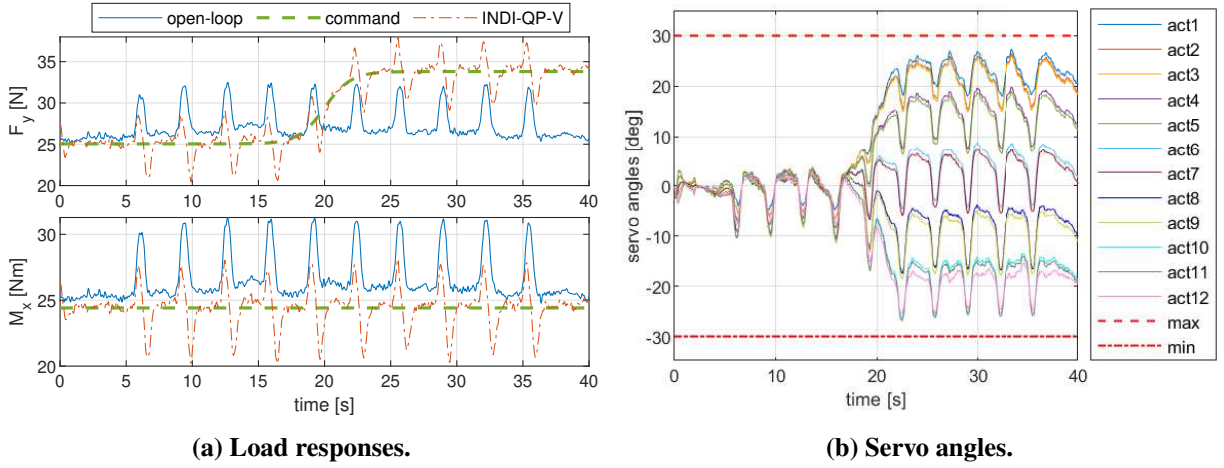 open-loop command INDI-QP-V
F_y [N]
35
30
25
20
0 5 10 15 20 25 30 35 40
M_x [Nm]
30
25
20
0 5 10 15 20 25 30 35 40
time [s]
(a) Load responses.
servo angles [deg]
30
20
10
0
-10
-20
-30
0 10 20 30 40
time [s]
act1
act2
act3
act4
act5
act6
act7
act8
act9
act10
act11
act12
max
min
(b) Servo angles.